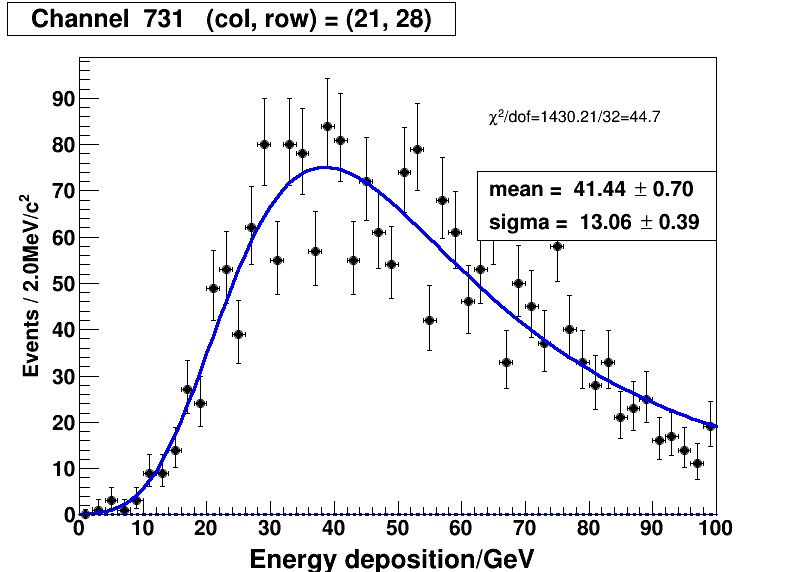 Channel  731   (col, row) = (21, 28)
χ²/dof=1430.21/32=44.7
mean =  41.44 ± 0.70
sigma =  13.06 ± 0.39
Events / 2.0MeV/c²
90
80
70
60
50
40
30
20
10
0
0 10 20 30 40 50 60 70 80 90 100
Energy deposition/GeV